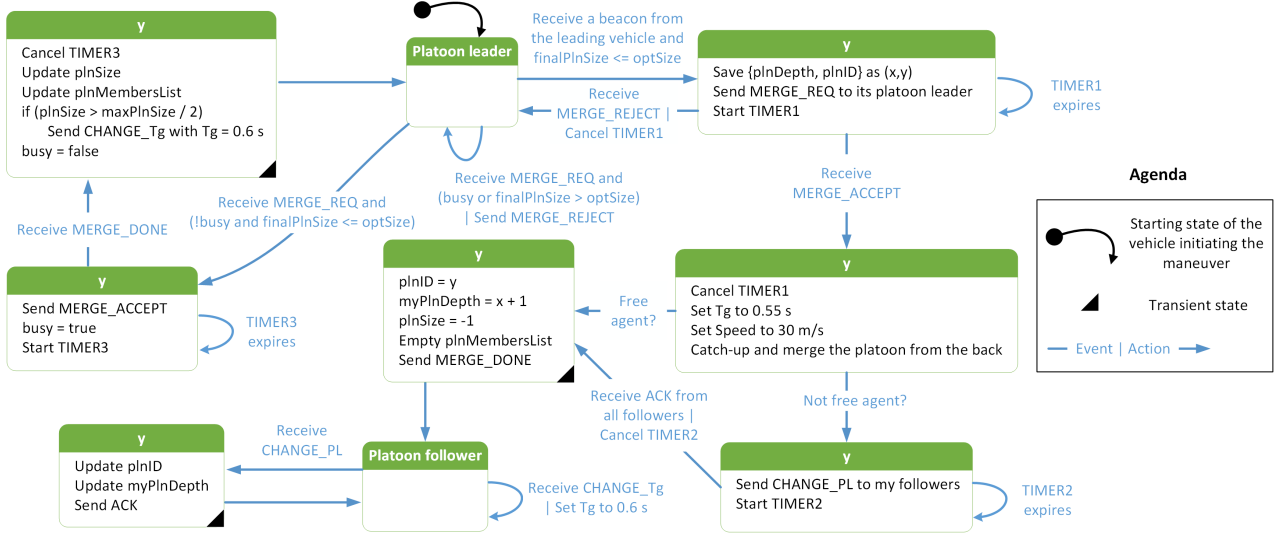 y
Cancel TIMER3
Update plnSize
Update plnMembersList
if (plnSize > maxPlnSize / 2)
Send CHANGE_Tg with Tg = 0.6 s
busy = false
Platoon leader
Receive a beacon from
the leading vehicle and
finalPlnSize <= optSize
y
Save {plnDepth, plnID} as (x,y)
Send MERGE_REQ to its platoon leader
Start TIMER1
TIMER1
expires
Receive
MERGE_REJECT |
Cancel TIMER1
Receive MERGE_REQ and
(busy or finalPlnSize > optSize)
| Send MERGE_REJECT
Receive
MERGE_ACCEPT
Receive MERGE_REQ and
(!busy and finalPlnSize <= optSize)
Receive MERGE_DONE
y
Send MERGE_ACCEPT
busy = true
Start TIMER3
TIMER3
expires
y
plnID = y
myPlnDepth = x + 1
plnSize = -1
Empty plnMembersList
Send MERGE_DONE
Free
agent?
y
Cancel TIMER1
Set Tg to 0.55 s
Set Speed to 30 m/s
Catch-up and merge the platoon from the back
Agenda
Starting state of the
vehicle initiating the
maneuver
Transient state
Event | Action
Receive ACK from
all followers |
Cancel TIMER2
Not free agent?
y
Update plnID
Update myPlnDepth
Send ACK
Receive
CHANGE_PL
Platoon follower
Receive CHANGE_Tg
| Set Tg to 0.6 s
y
Send CHANGE_PL to my followers
Start TIMER2
TIMER2
expires